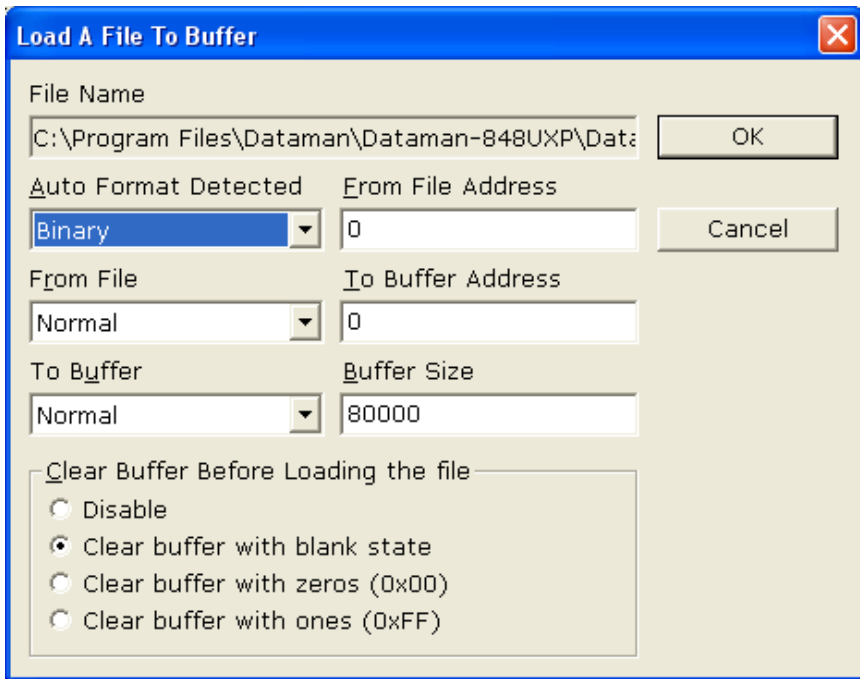 Load A File To Buffer
File Name
C:\Program Files\Dataman\Dataman-848UXP\Data
OK
Auto Format Detected
From File Address
Binary
0
Cancel
From File
To Buffer Address
Normal
0
To Buffer
Buffer Size
Normal
80000
Clear Buffer Before Loading the file
Disable
Clear buffer with blank state
Clear buffer with zeros (0x00)
Clear buffer with ones (0xFF)